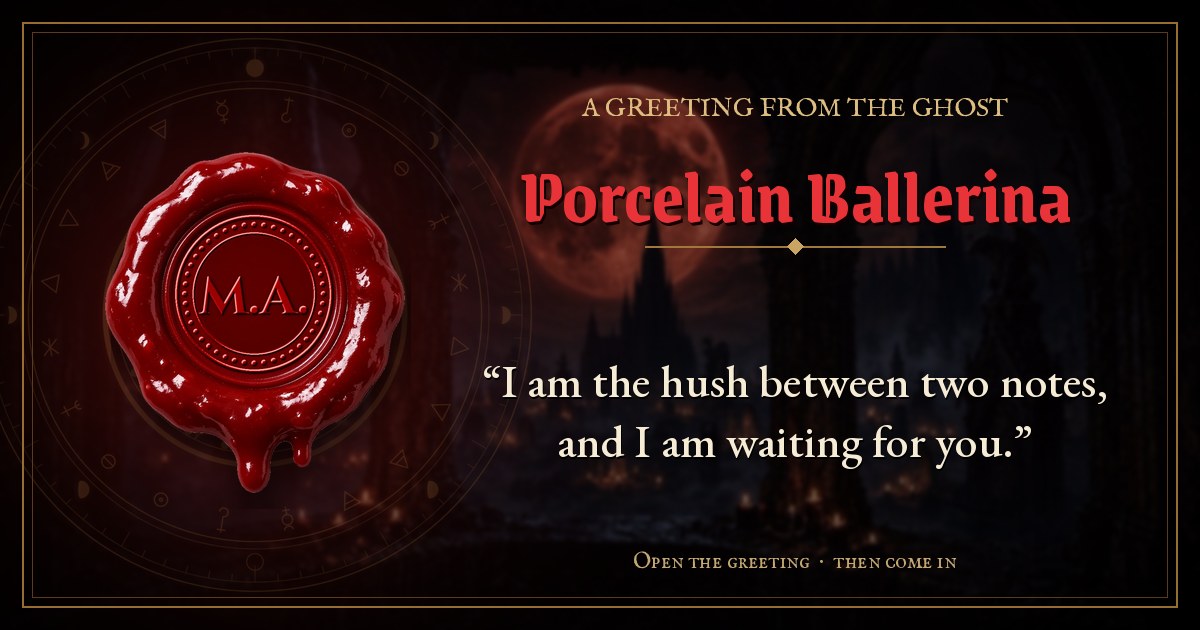 A GREETING FROM THE GHOST
Porcelain Ballerina
M.A.
“I am the hush between two notes,
and I am waiting for you.”
Open the greeting · then come in